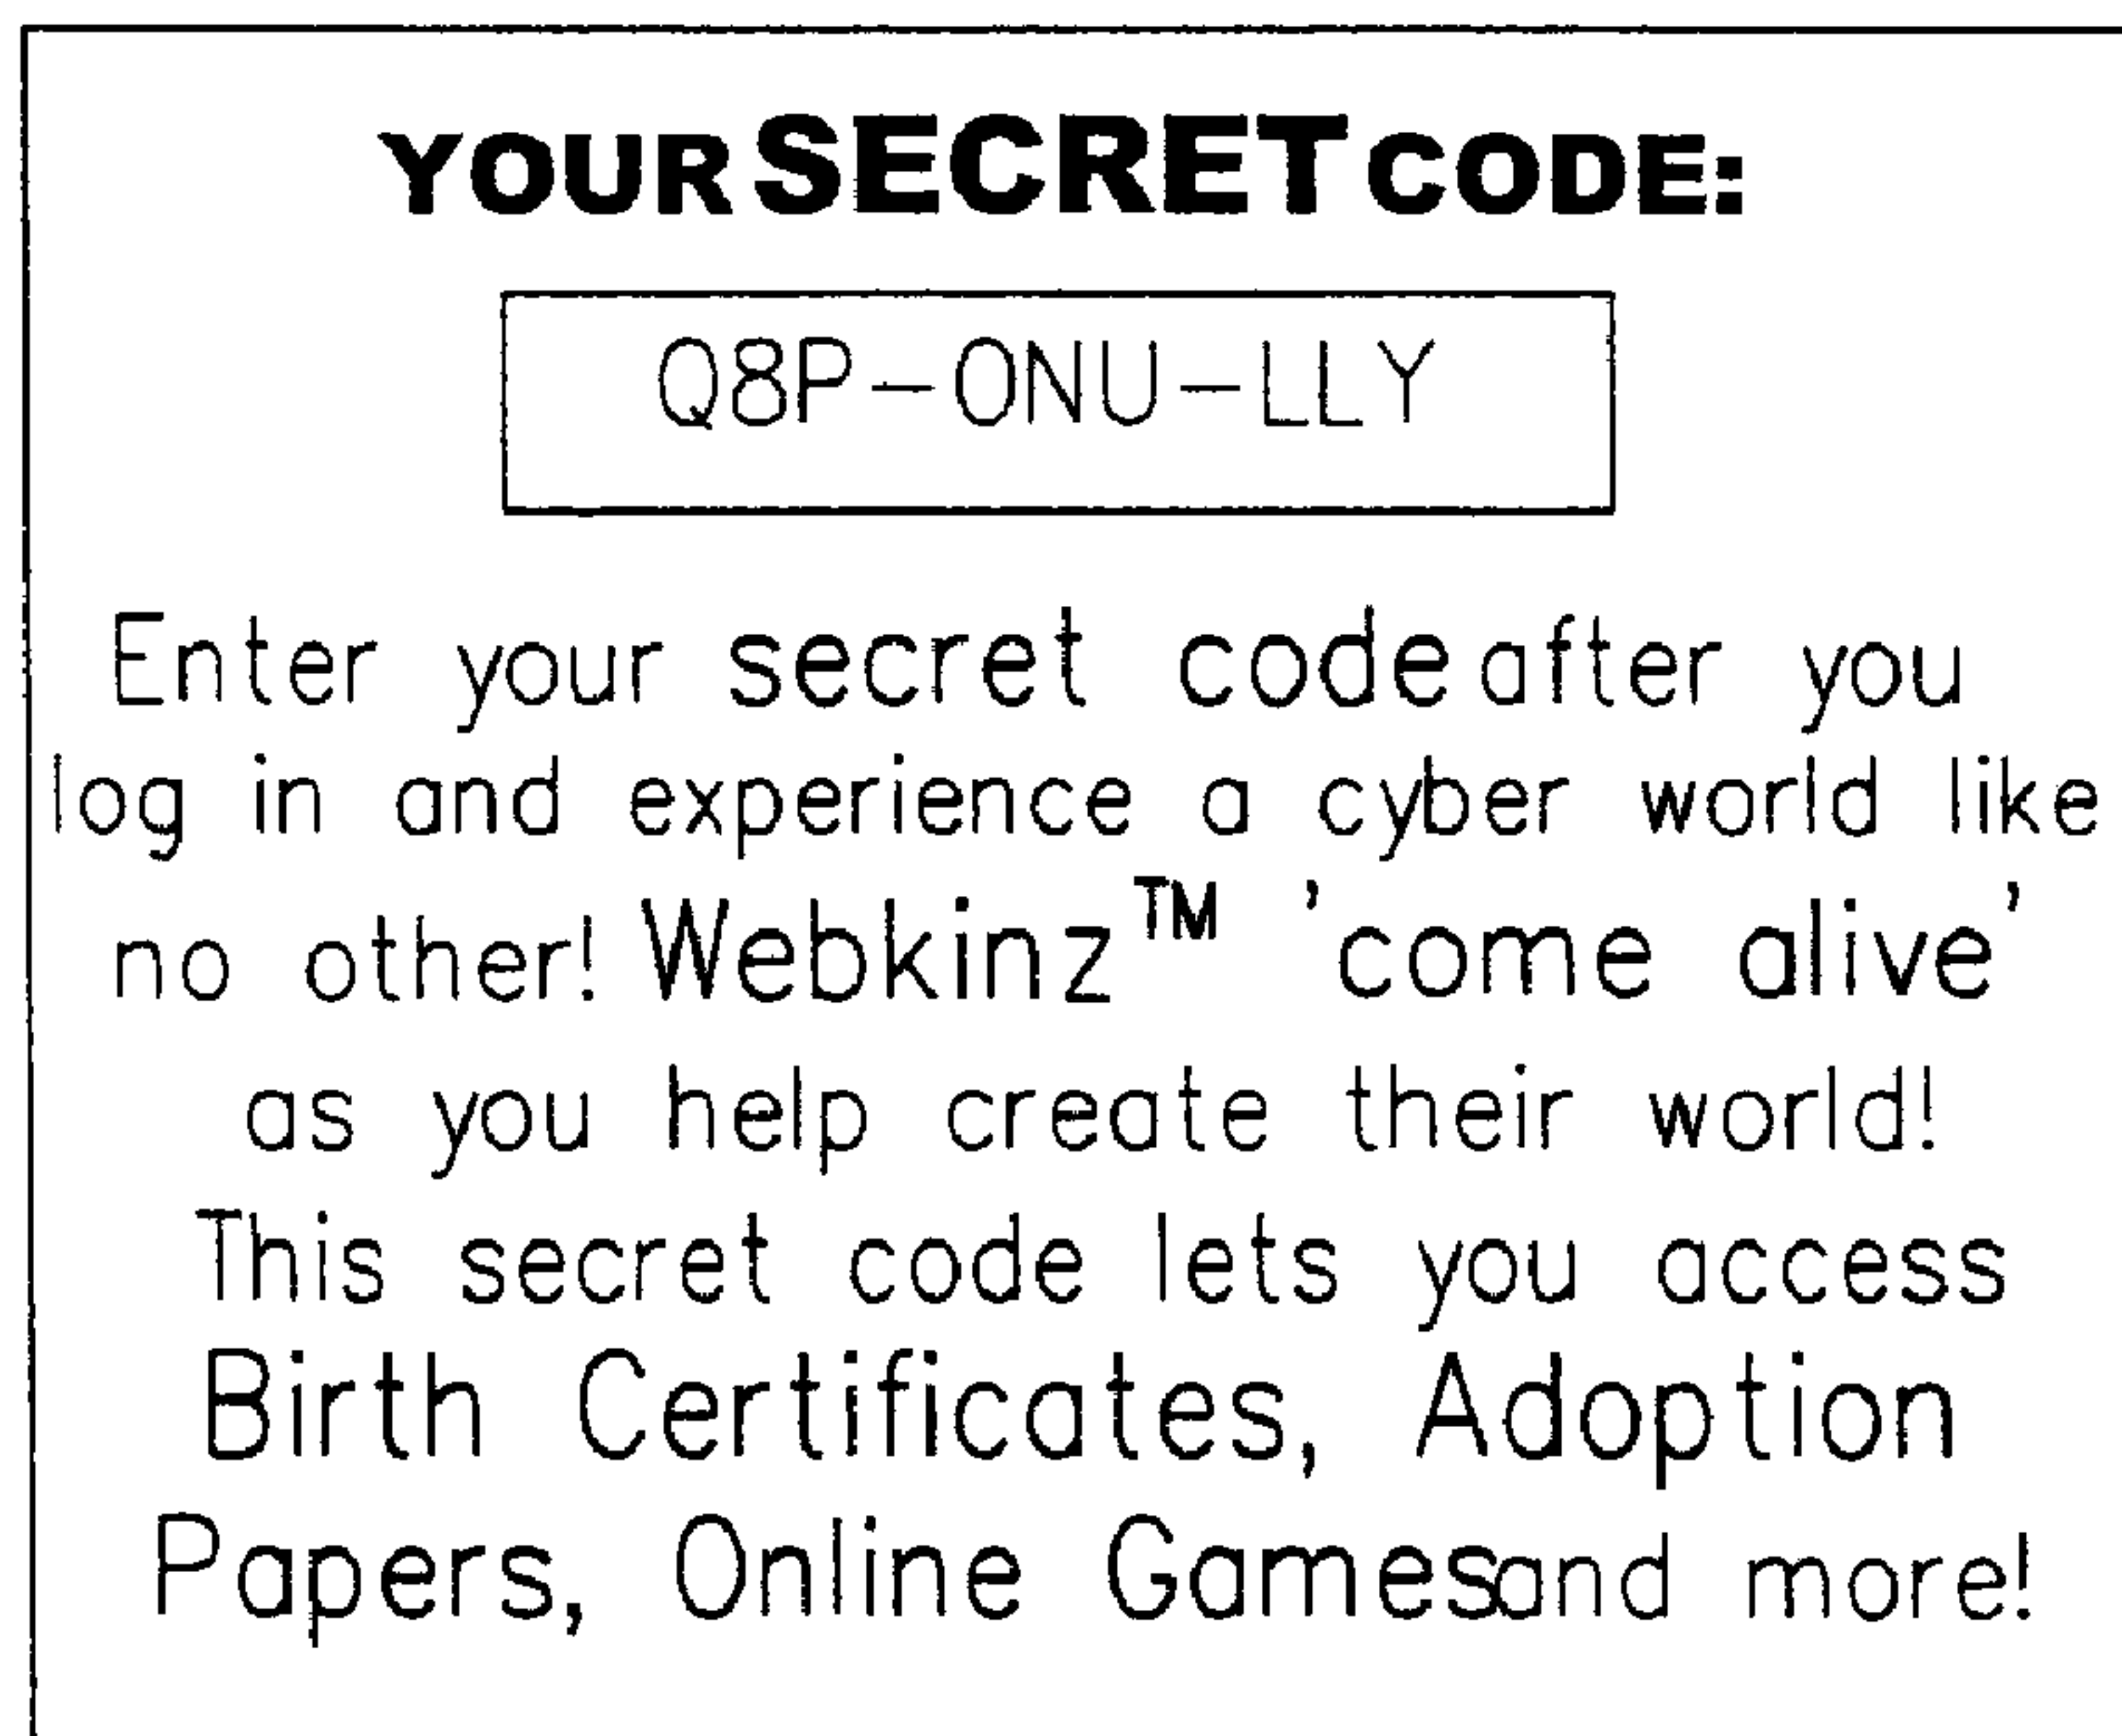 YOUR SECRET CODE:
Q8P-0NU-LLY
Enter your secret code after you
log in and experience a cyber world like
no other! Webkinz™ 'come alive'
as you help create their world!
This secret code lets you access
Birth Certificates, Adoption
Papers, Online Games and more!